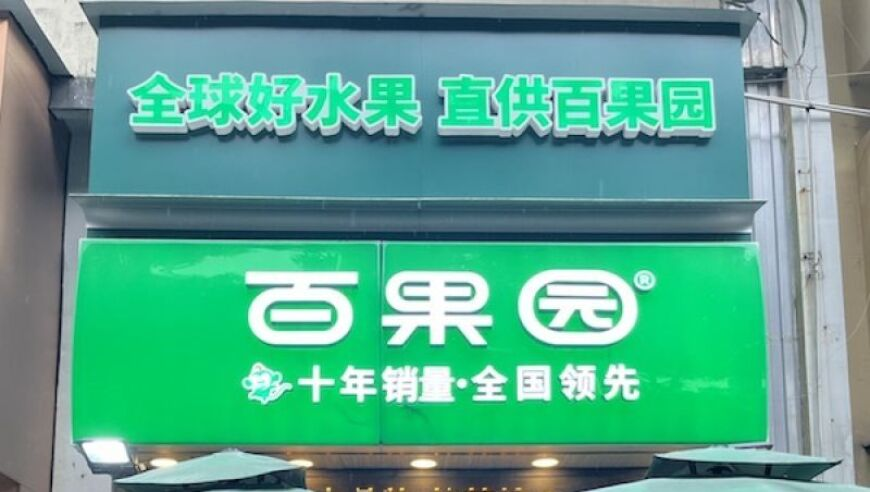 全球好水果 直供百果园
百果园®
十年销量·全国领先